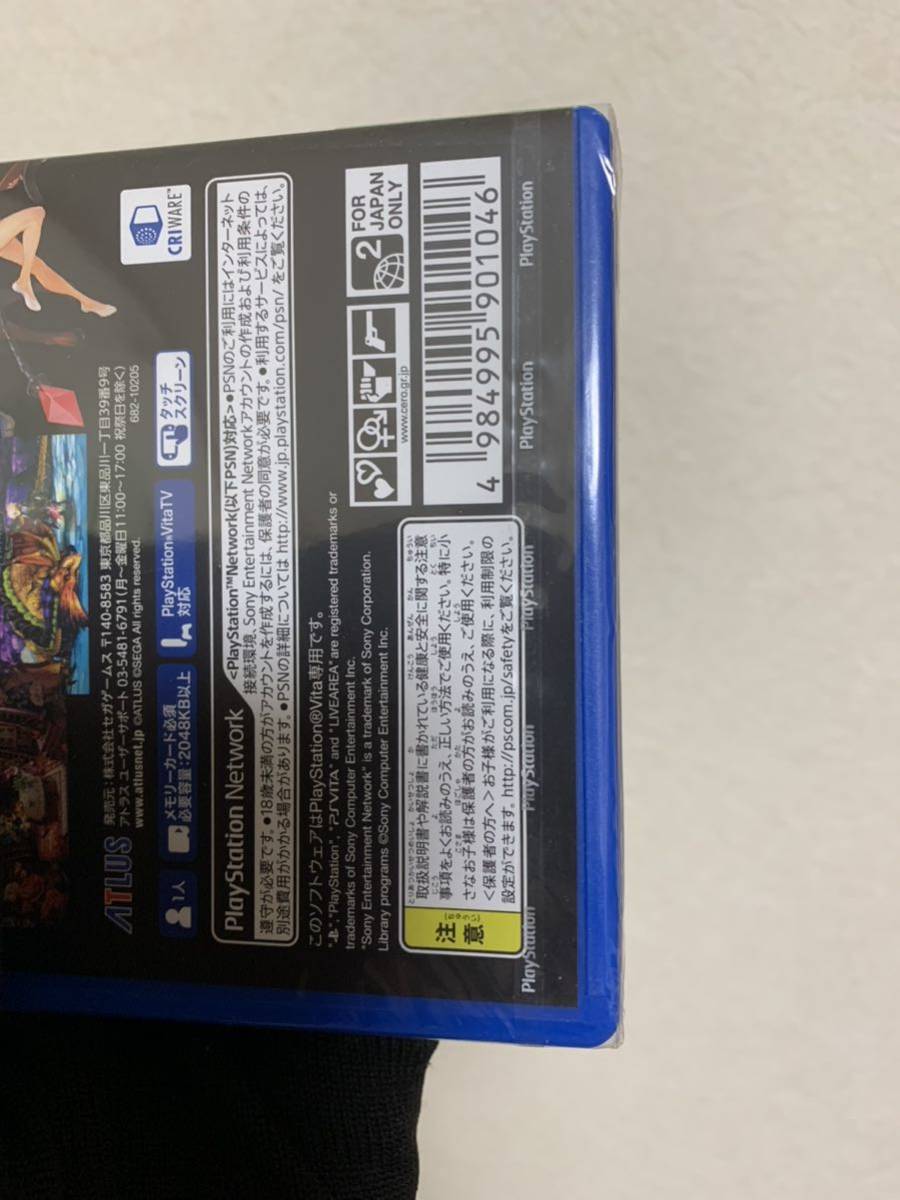 ATLUS
発売元:株式会社セガゲームス 〒140-8583 東京都品川区東品川一丁目39番9号
アトラス ユーザーサポート 03-5481-6791(月~金曜日11:00~17:00 祝祭日を除く)
www.atlusnet.jp ©ATLUS ©SEGA All rights reserved.
682-10205
1人
メモリーカード必須
必要容量:2048KB以上
PlayStation®VitaTV
対応
タッチ
スクリーン
CRIWARE™
PlayStation Network
<PlayStation™Network(以下PSN)対応>●PSNのご利用にはインターネット
接続環境、Sony Entertainment Networkアカウントの作成および利用条件の
遵守が必要です。●18歳未満の方がアカウントを作成するには、保護者の同意が必要です。●利用するサービスによっては、
別途費用がかかる場合があります。●PSNの詳細については http://www.jp.playstation.com/psn/ をご覧ください。
このソフトウェアはPlayStation®Vita専用です。
", "PlayStation", "PSVITA" and "LIVEAREA" are registered trademarks or
trademarks of Sony Computer Entertainment Inc.
"Sony Entertainment Network" is a trademark of Sony Corporation.
Library programs ©Sony Computer Entertainment Inc.
www.cero.gr.jp
2
FOR
JAPAN
ONLY
注意
取扱説明書や解説書に書かれている健康と安全に関する注意
事項をよくお読みのうえ、正しい方法でご使用ください。特に小
さなお子様は保護者の方がお読みのうえ、ご使用ください。
<保護者の方へ>お子様がご利用になる際に、利用制限の
設定ができます。http://pscom.jp/safetyをご覧ください。
4 984995 901046
PlayStation
PlayStation
PlayStation
PlayStation
PlayStation